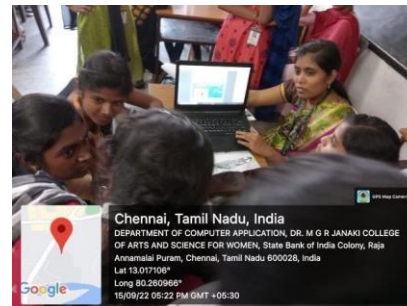 GPS Map Camera
Chennai, Tamil Nadu, India
DEPARTMENT OF COMPUTER APPLICATION, DR. M G R JANAKI COLLEGE
OF ARTS AND SCIENCE FOR WOMEN, State Bank of India Colony, Raja
Annamalai Puram, Chennai, Tamil Nadu 600028, India
Lat 13.017106°
Long 80.260966°
15/09/22 05:22 PM GMT +05:30
Google